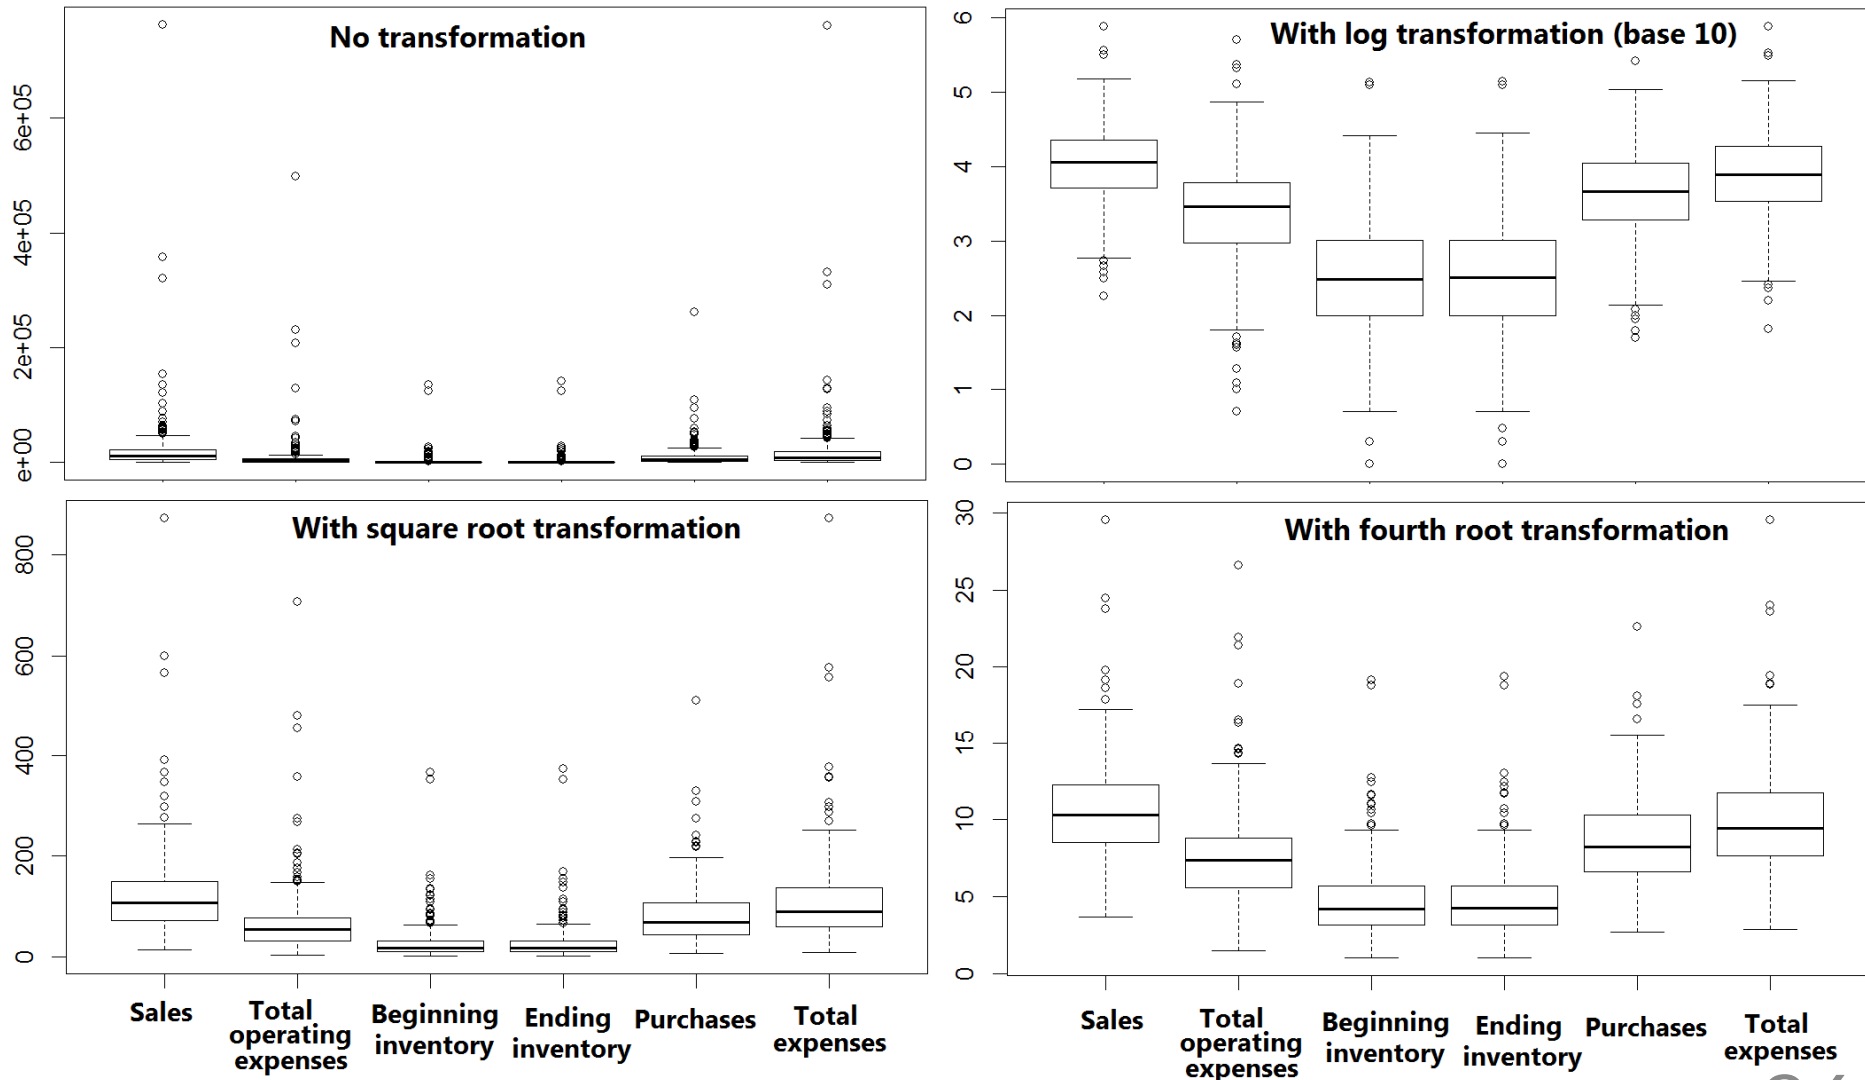 No transformation
6e+05
4e+05
2e+05
e+00
With log transformation (base 10)
6
5
4
3
2
1
0
With square root transformation
800
600
400
200
0
Sales
Total
operating
expenses
Beginning
inventory
Ending
inventory
Purchases
Total
expenses
With fourth root transformation
30
25
20
15
10
5
0
Sales
Total
operating
expenses
Beginning
inventory
Ending
inventory
Purchases
Total
expenses